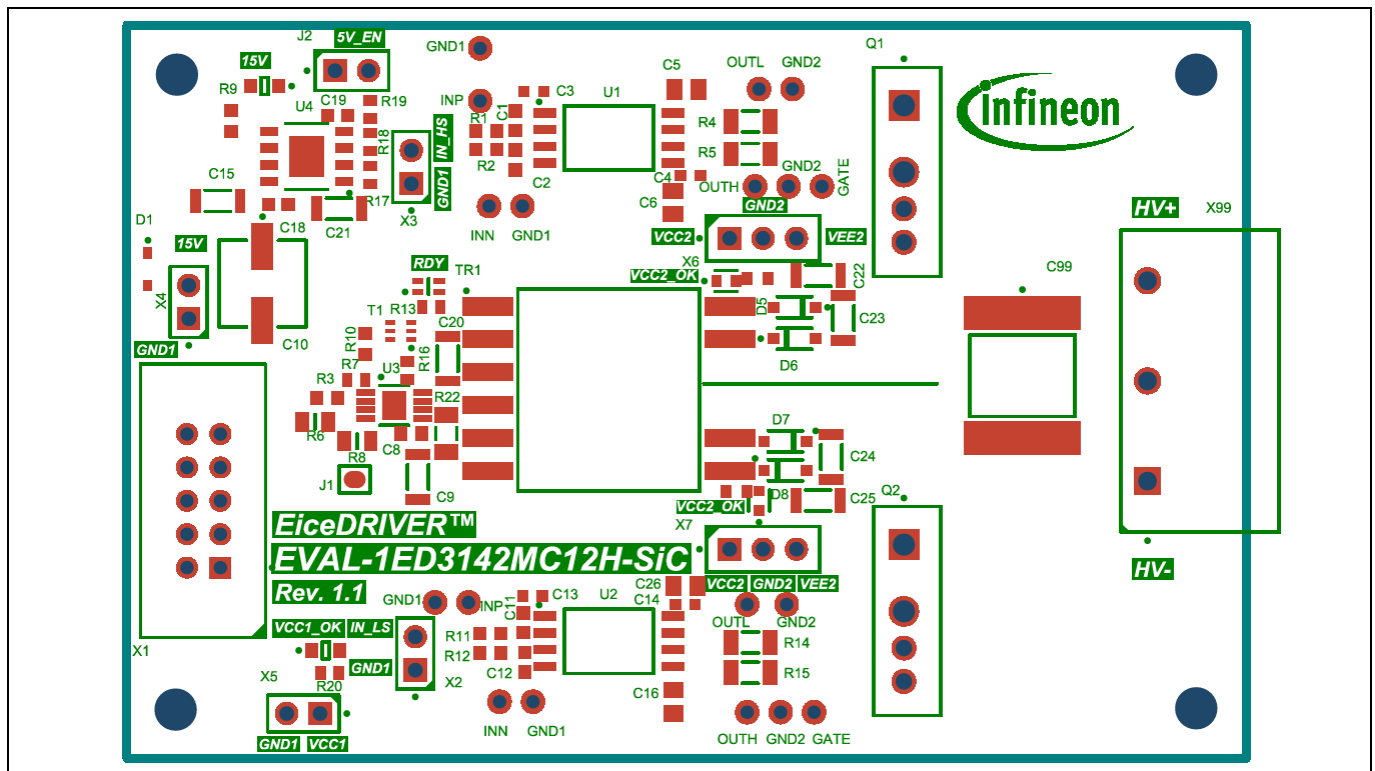 J2
5V_EN
GND1
Q1
15V
C5
OUTL
GND2
R9
U4
C19
R19
INP
C3
U1
infineon
R18
IN_HS
R1
C1
R4
R2
R5
C15
GND1
C2
C4
GND2
OUTH
GATE
R17
C6
GND2
HV+
X99
D1
C18
C21
X3
INN
GND1
VCC2
VEE2
15V
RDY
TR1
X6
VCC2_OK
C22
C99
X4
R13
T1
C20
D5
C23
GND1
C10
R10
R16
D6
R7
U3
R3
R22
R6
D7
R8
C8
C24
J1
C9
D8
VCC2_OK
C25
Q2
EiceDRIVER™
X7
EVAL-1ED3142MC12H-SiC
HV-
Rev. 1.1
VCC2
GND2
VEE2
C26
C14
GND1
INP
C11
C13
U2
OUTL
GND2
VCC1_OK
IN_LS
R11
R14
X1
R12
GND1
C12
R15
X5
R20
X2
C16
INN
GND1
OUTH
GND2
GATE
GND1
VCC1